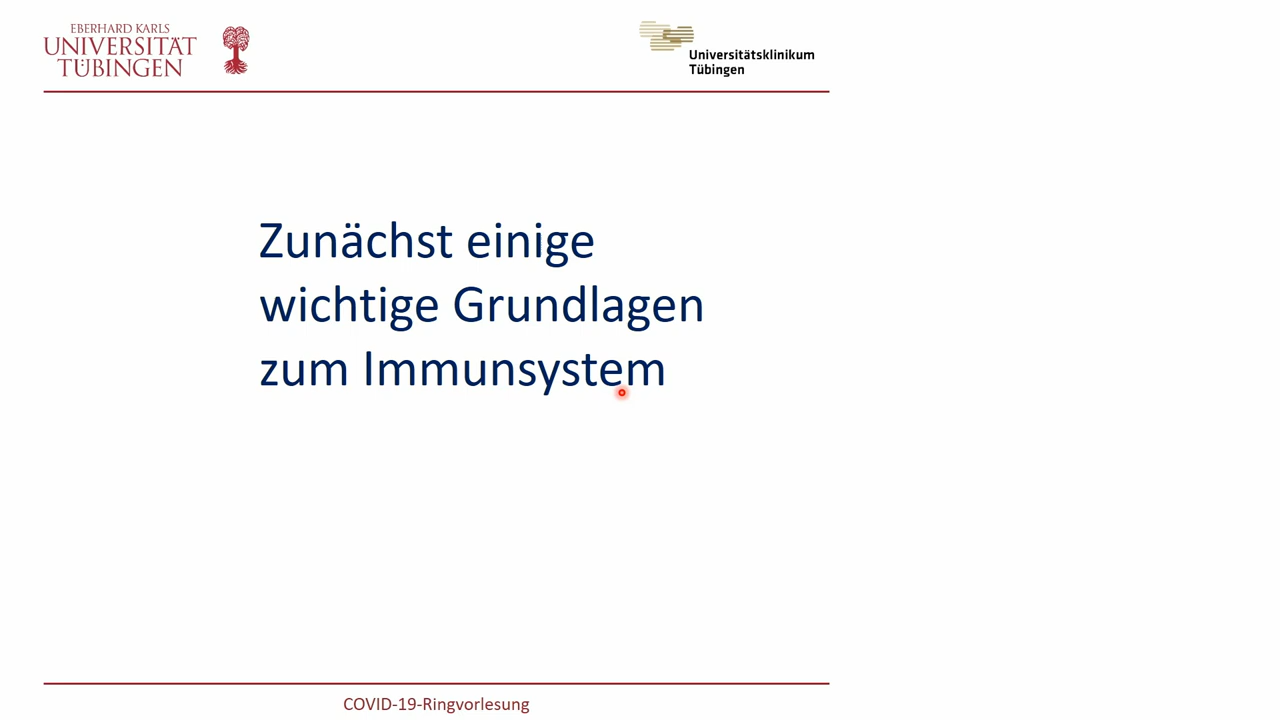 EBERHARD KARLS
UNIVERSITÄT
TÜBINGEN
Universitätsklinikum
Tübingen
Zunächst einige
wichtige Grundlagen
zum Immunsystem
COVID-19-Ringvorlesung